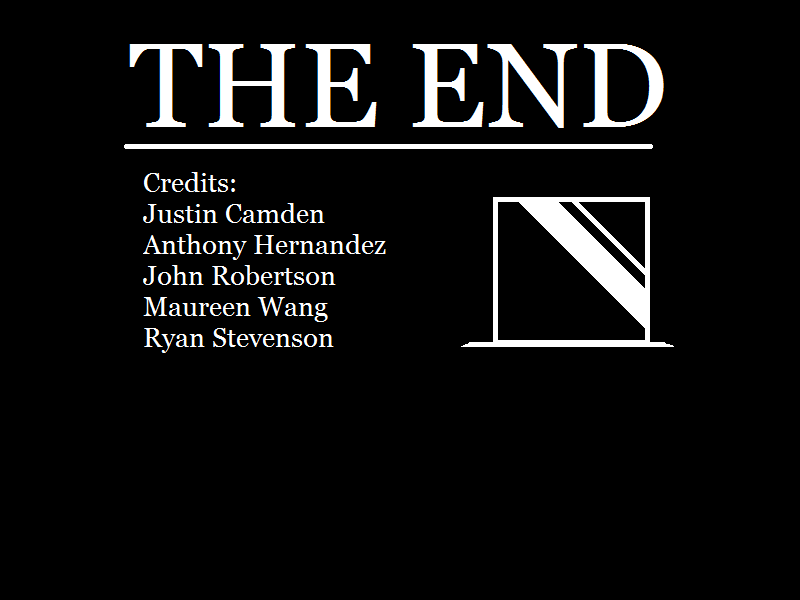 THE END
Credits:
Justin Camden
Anthony Hernandez
John Robertson
Maureen Wang
Ryan Stevenson